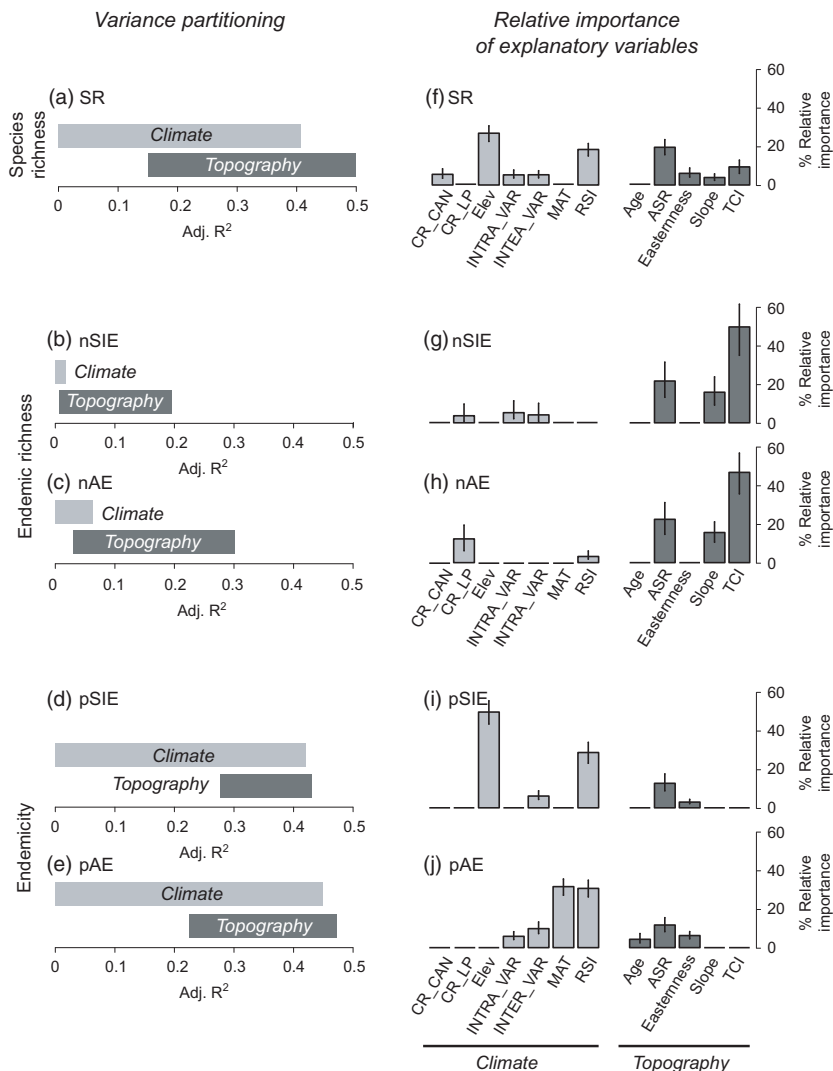 Variance partitioning
Relative importance
of explanatory variables
(a) SR
Species
richness
Climate
Topography
0 0.1 0.2 0.3 0.4 0.5
Adj. R²
(f) SR
60
40
20
0
% Relative
importance
CR_CAN
CR_LP
Elev
INTRA_VAR
INTEA_VAR
MAT
RSI
Age
ASR
Easternness
Slope
TCI
Endemic richness
(b) nSIE
Climate
Topography
0 0.1 0.2 0.3 0.4 0.5
Adj. R²
(g) nSIE
60
40
20
0
% Relative
importance
(c) nAE
Climate
Topography
0 0.1 0.2 0.3 0.4 0.5
Adj. R²
(h) nAE
60
40
20
0
% Relative
importance
CR_CAN
CR_LP
Elev
INTRA_VAR
INTRA_VAR
MAT
RSI
Age
ASR
Easternness
Slope
TCI
Endemicity
(d) pSIE
Climate
Topography
0 0.1 0.2 0.3 0.4 0.5
Adj. R²
(i) pSIE
60
40
20
0
% Relative
importance
(e) pAE
Climate
Topography
0 0.1 0.2 0.3 0.4 0.5
Adj. R²
(j) pAE
60
40
20
0
% Relative
importance
CR_CAN
CR_LP
Elev
INTRA_VAR
INTER_VAR
MAT
RSI
Age
ASR
Easternness
Slope
TCI
Climate
Topography